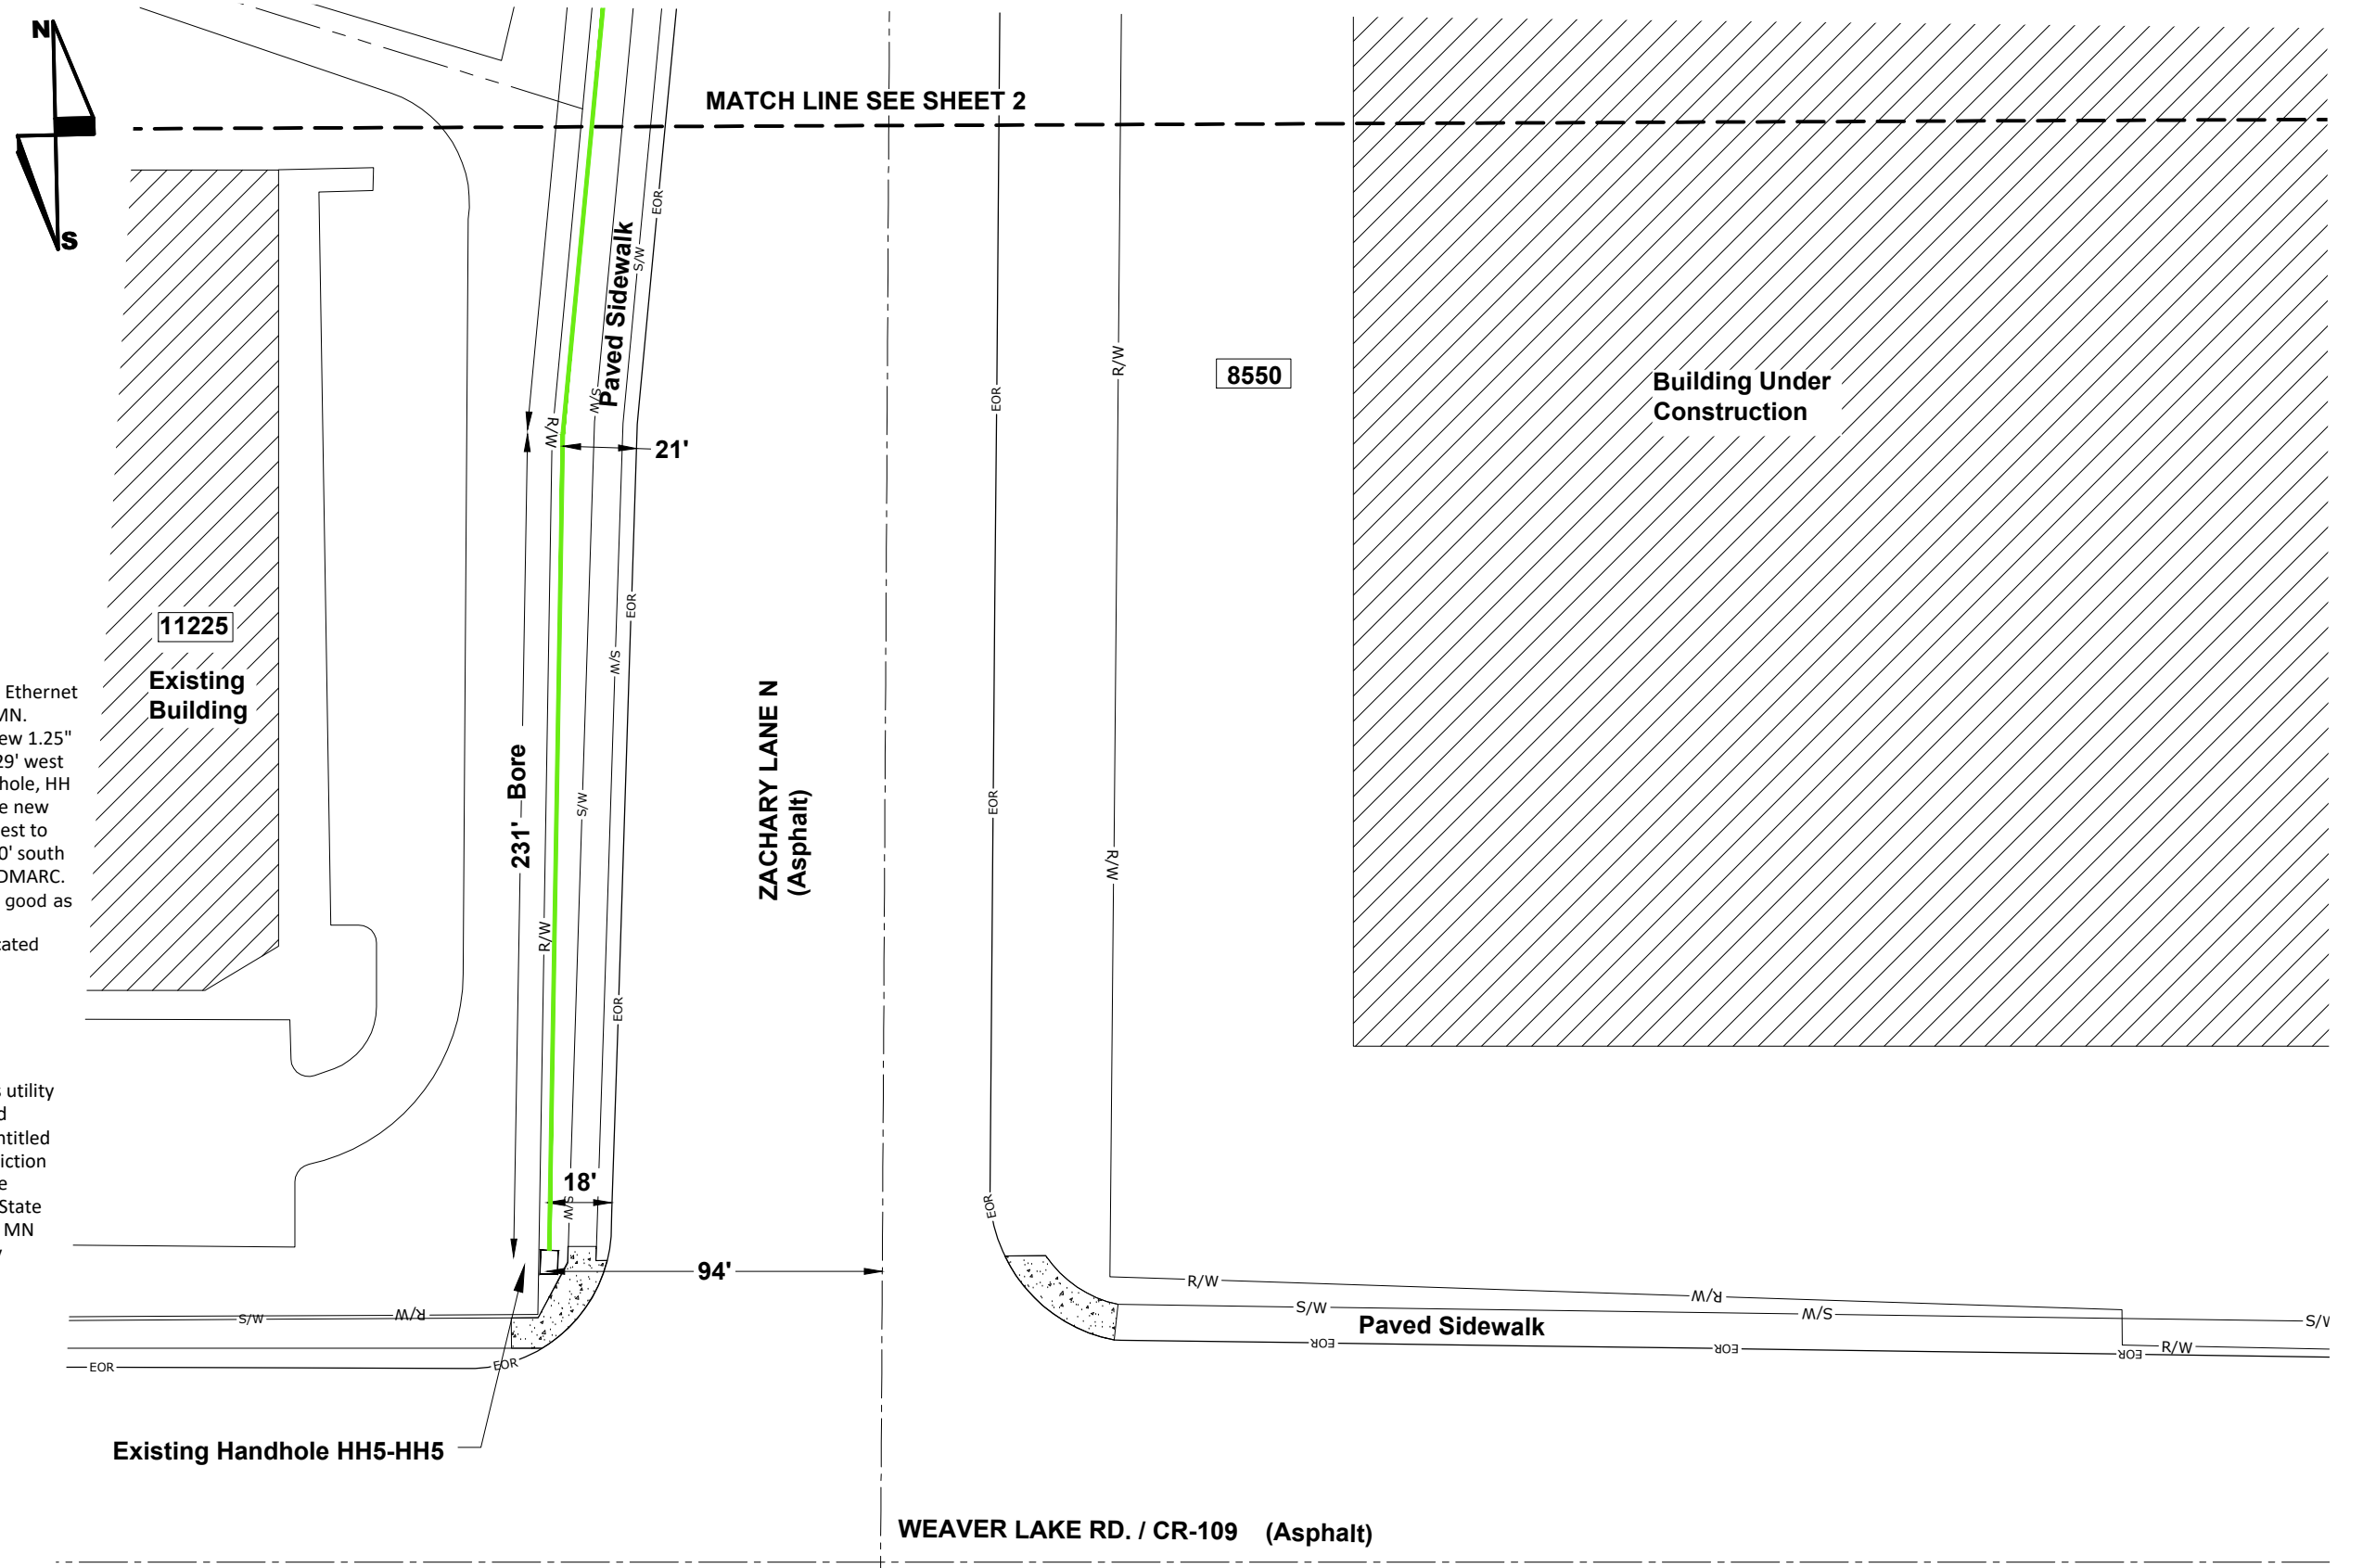 N
S
MATCH LINE SEE SHEET 2
EOR
S/W
Paved Sidewalk
S/W
R/W
21'
EOR
R/W
8550
Building Under
Construction
11225
Existing
Building
EOR
S/W
231' Bore
S/W
R/W
EOR
ZACHARY LANE N
(Asphalt)
EOR
R/W
Ethernet
MN.
ew 1.25"
29' west
hole, HH
e new
est to
0' south
DMARC.
good as
cated
utility
d
ntitled
iction
e
State
MN
18'
S/W
EOR
94'
R/W
R/W
S/W
S/W
S/W
Paved Sidewalk
EOR
EOR
EOR
R/W
S/W
R/W
EOR
EOR
Existing Handhole HH5-HH5
WEAVER LAKE RD. / CR-109 (Asphalt)